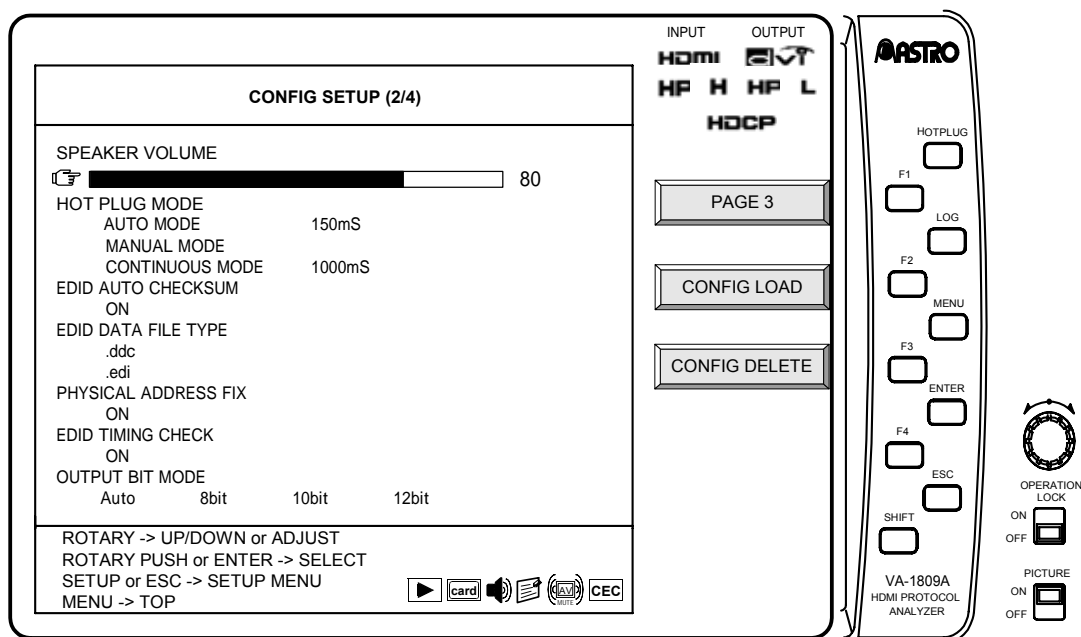 CONFIG SETUP (2/4)
SPEAKER VOLUME
80
HOT PLUG MODE
AUTO MODE 150mS
MANUAL MODE
CONTINUOUS MODE 1000mS
EDID AUTO CHECKSUM
ON
EDID DATA FILE TYPE
.ddc
.edi
PHYSICAL ADDRESS FIX
ON
EDID TIMING CHECK
ON
OUTPUT BIT MODE
Auto 8bit 10bit 12bit
ROTARY -> UP/DOWN or ADJUST
ROTARY PUSH or ENTER -> SELECT
SETUP or ESC -> SETUP MENU
MENU -> TOP
card
AV
MUTE
CEC
INPUT OUTPUT
HDMI DVI
HP H HP L
HDCP
PAGE 3
CONFIG LOAD
CONFIG DELETE
ASTRO
HOTPLUG
F1
LOG
F2
MENU
F3
ENTER
F4
ESC
SHIFT
VA-1809A
HDMI PROTOCOL
ANALYZER
OPERATION
LOCK
ON
OFF
PICTURE
ON
OFF